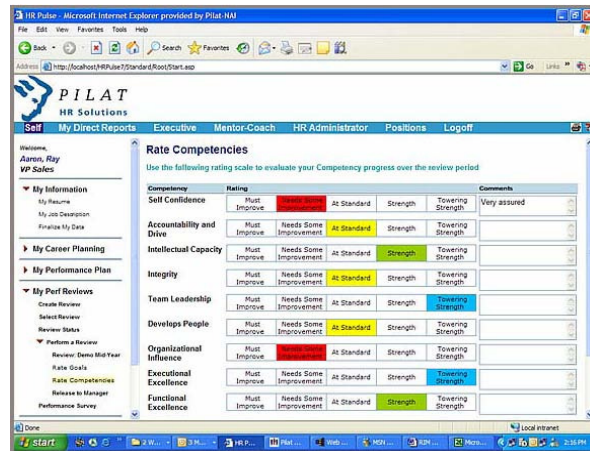 HR Pulse - Microsoft Internet Explorer provided by Pilat-NAI
File Edit View Favorites Tools Help
Back Search Favorites
Address http://localhost/HRPulse7/Standard/Root/Start.asp Go Links
PILAT
HR Solutions
Self My Direct Reports Executive Mentor-Coach HR Administrator Positions Logoff
Welcome,
Aaron, Ray
VP Sales
My Information
My Resume
My Job Description
Finalize My Data
My Career Planning
My Performance Plan
My Perf Reviews
Create Review
Select Review
Review Status
Perform a Review
Review: Demo Mid Year
Rate Goals
Rate Competencies
Release to Manager
Performance Survey
Rate Competencies
Use the following rating scale to evaluate your Competency progress over the review period
Competency Rating Comments
Self Confidence Must Improve Needs Some Improvement At Standard Strength Towering Strength Very assured
Accountability and Drive Must Improve Needs Some Improvement At Standard Strength Towering Strength
Intellectual Capacity Must Improve Needs Some Improvement At Standard Strength Towering Strength
Integrity Must Improve Needs Some Improvement At Standard Strength Towering Strength
Team Leadership Must Improve Needs Some Improvement At Standard Strength Towering Strength
Develops People Must Improve Needs Some Improvement At Standard Strength Towering Strength
Organizational Influence Must Improve Needs Some Improvement At Standard Strength Towering Strength
Executional Excellence Must Improve Needs Some Improvement At Standard Strength Towering Strength
Functional Excellence Must Improve Needs Some Improvement At Standard Strength Towering Strength
Done Local intranet
start 2 W... 3 M... HR P... Pilat ... Web ... MSN ... RIM ... Micro... 2:16 PM